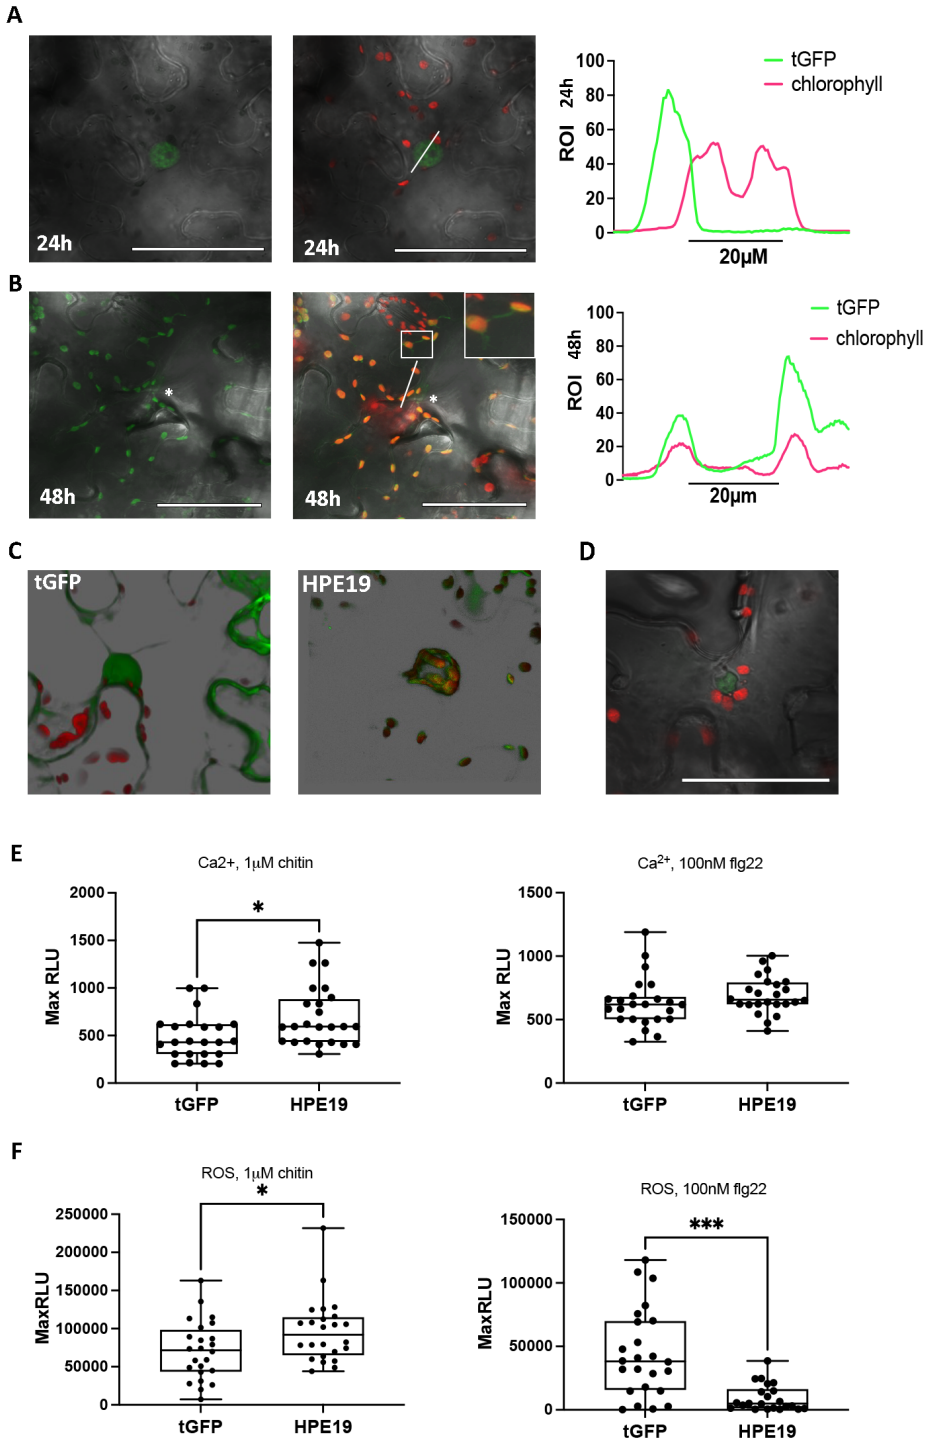 A
24h
24h
tGFP
chlorophyll
ROI 24h
100
80
60
40
20
0
20µM
B
*
48h
*
48h
tGFP
chlorophyll
ROI 48h
100
80
60
40
20
0
20µm
C
tGFP
HPE19
D
E
Ca2+, 1µM chitin
*
Max RLU
2000
1500
1000
500
0
tGFP HPE19
Ca²⁺, 100nM flg22
Max RLU
1500
1000
500
0
tGFP HPE19
F
ROS, 1µM chitin
*
MaxRLU
250000
200000
150000
100000
50000
0
tGFP HPE19
ROS, 100nM flg22
***
MaxRLU
150000
100000
50000
0
tGFP HPE19